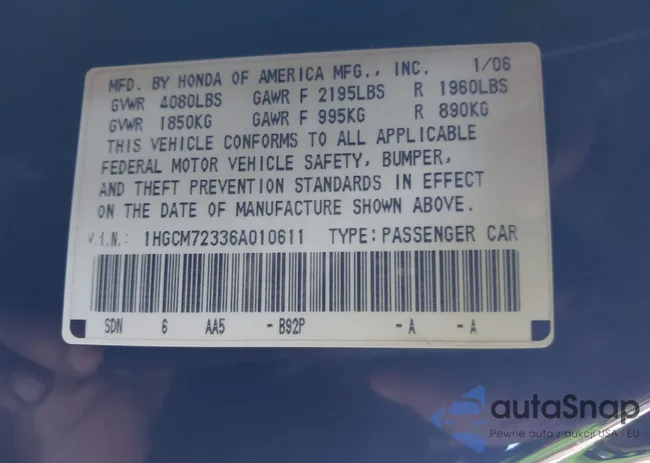 MFD. BY HONDA OF AMERICA MFG., INC. 1/06
GVWR 4080LBS GAWR F 2195LBS R 1960LBS
GVWR 1850KG GAWR F 995KG R 890KG
THIS VEHICLE CONFORMS TO ALL APPLICABLE
FEDERAL MOTOR VEHICLE SAFETY, BUMPER,
AND THEFT PREVENTION STANDARDS IN EFFECT
ON THE DATE OF MANUFACTURE SHOWN ABOVE.
V.I.N.: 1HGCM72336A010611 TYPE: PASSENGER CAR
SDN 6 AA5 - B92P - A - A
autaSnap
Pewne auta z aukcji USA i EU